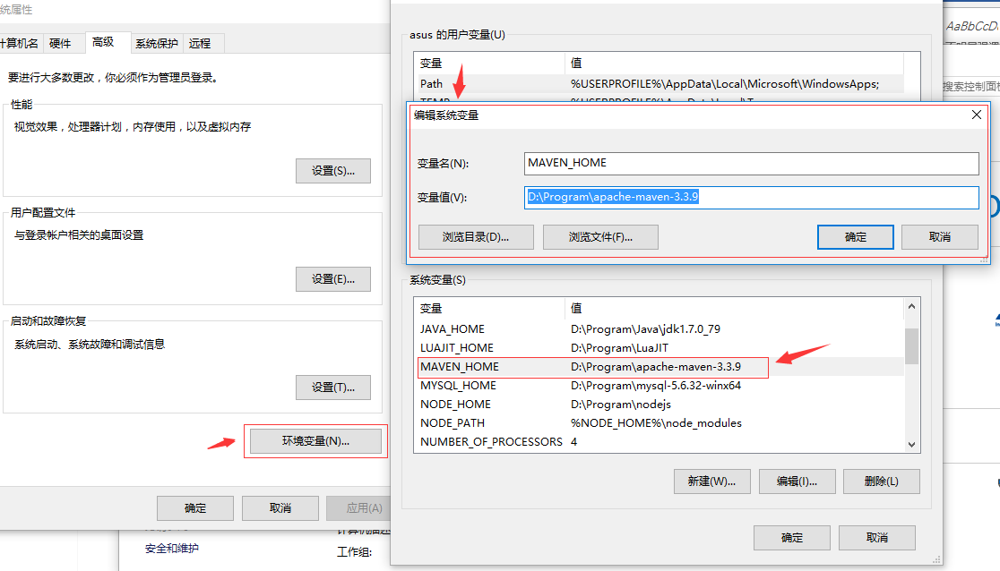 统属性
计算机名
硬件
高级
系统保护
远程
要进行大多数更改，你必须作为管理员登录。
性能
视觉效果，处理器计划，内存使用，以及虚拟内存
设置(S)...
用户配置文件
与登录帐户相关的桌面设置
设置(E)...
启动和故障恢复
系统启动、系统故障和调试信息
设置(T)...
环境变量(N)...
确定
取消
应用(A)
安全和维护
工作组:
asus 的用户变量(U)
变量
值
Path
%USERPROFILE%\AppData\Local\Microsoft\WindowsApps;
编辑系统变量
变量名(N):
MAVEN_HOME
变量值(V):
D:\Program\apache-maven-3.3.9
浏览目录(D)...
浏览文件(F)...
确定
取消
系统变量(S)
变量
值
JAVA_HOME
D:\Program\Java\jdk1.7.0_79
LUAJIT_HOME
D:\Program\LuaJIT
MAVEN_HOME
D:\Program\apache-maven-3.3.9
MYSQL_HOME
D:\Program\mysql-5.6.32-winx64
NODE_HOME
D:\Program\nodejs
NODE_PATH
%NODE_HOME%\node_modules
NUMBER_OF_PROCESSORS
4
新建(W)...
编辑(I)...
删除(L)
确定
取消
AaBbCcD
搜索控制面板